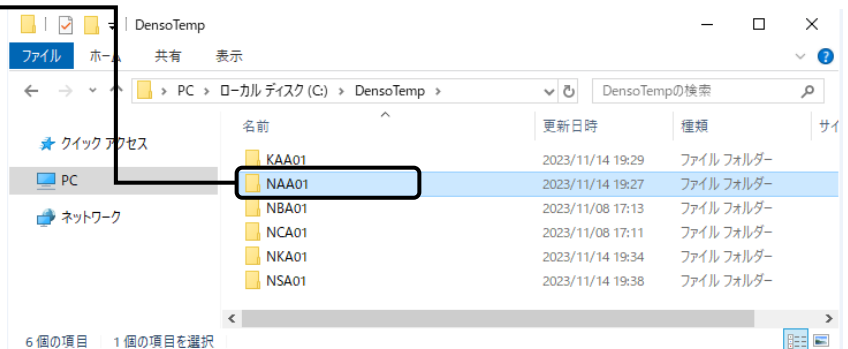 DensoTemp
ファイル ホーム 共有 表示
PC > ローカル ディスク (C:) > DensoTemp > DensoTempの検索
名前 更新日時 種類 サイ
クイック アクセス
KAA01 2023/11/14 19:29 ファイル フォルダー
PC
NAA01 2023/11/14 19:27 ファイル フォルダー
NBA01 2023/11/08 17:13 ファイル フォルダー
ネットワーク
NCA01 2023/11/08 17:11 ファイル フォルダー
NKA01 2023/11/14 19:34 ファイル フォルダー
NSA01 2023/11/14 19:38 ファイル フォルダー
6 個の項目 1 個の項目を選択